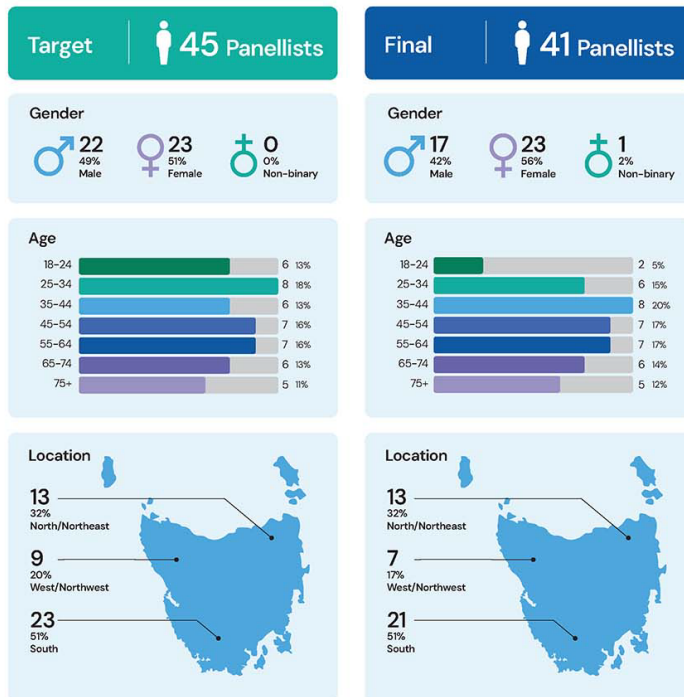 Target
45 Panellists
Gender
22
49%
Male
23
51%
Female
0
0%
Non-binary
Age
18-24 6 13%
25-34 8 18%
35-44 6 13%
45-54 7 16%
55-64 7 16%
65-74 6 13%
75+ 5 11%
Location
13
32%
North/Northeast
9
20%
West/Northwest
23
51%
South
Final
41 Panellists
Gender
17
42%
Male
23
56%
Female
1
2%
Non-binary
Age
18-24 2 5%
25-34 6 15%
35-44 8 20%
45-54 7 17%
55-64 7 17%
65-74 6 14%
75+ 5 12%
Location
13
32%
North/Northeast
7
17%
West/Northwest
21
51%
South